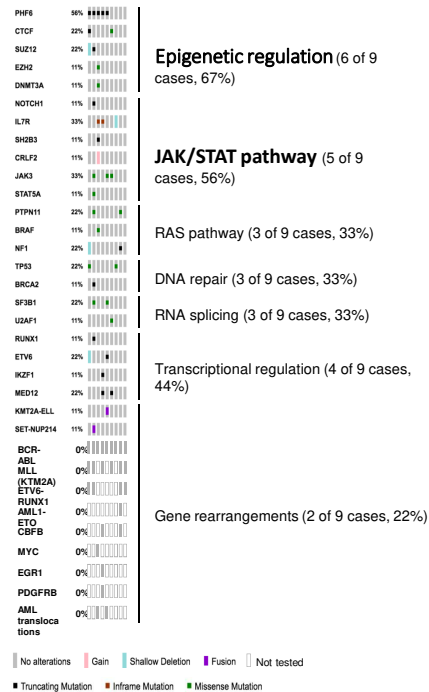 PHF6 56%
CTCF 22%
SUZ12 22%
EZH2 11%
DNMT3A 11%
Epigenetic regulation (6 of 9
cases, 67%)
NOTCH1 11%
IL7R 33%
SH2B3 11%
CRLF2 11%
JAK3 33%
STAT5A 11%
JAK/STAT pathway (5 of 9
cases, 56%)
PTPN11 22%
BRAF 11%
NF1 22%
RAS pathway (3 of 9 cases, 33%)
TP53 22%
BRCA2 11%
DNA repair (3 of 9 cases, 33%)
SF3B1 22%
U2AF1 11%
RNA splicing (3 of 9 cases, 33%)
RUNX1 11%
ETV6 22%
IKZF1 11%
MED12 22%
Transcriptional regulation (4 of 9 cases,
44%)
KMT2A-ELL 11%
SET-NUP214 11%
BCR- 0%
ABL
MLL 0%
(KTM2A)
ETV6- 0%
RUNX1
AML1- 0%
ETO
CBFB 0%
MYC 0%
EGR1 0%
PDGFRB 0%
AML 0%
transloca
tions
Gene rearrangements (2 of 9 cases, 22%)
No alterations Gain Shallow Deletion Fusion Not tested
Truncating Mutation Inframe Mutation Missense Mutation